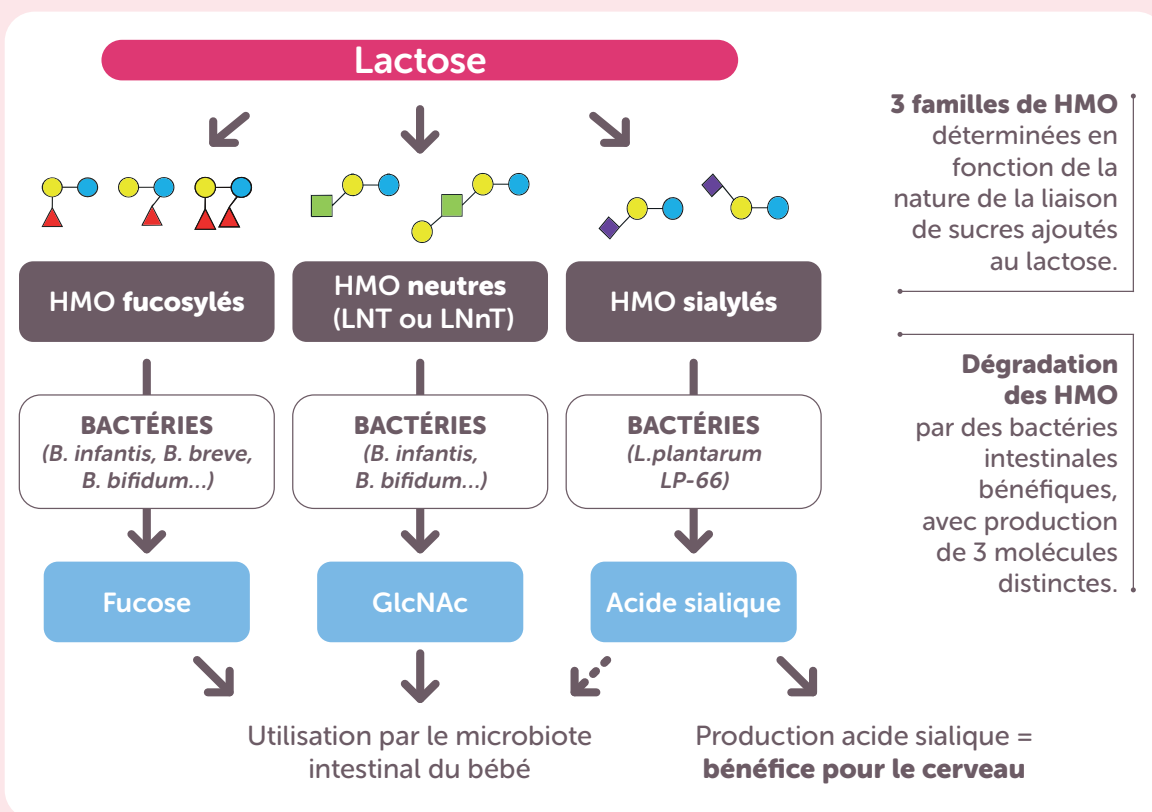 Lactose
3 familles de HMO
déterminées en
fonction de la
nature de la liaison
de sucres ajoutés
au lactose.
HMO fucosylés
HMO neutres
(LNT ou LNnT)
HMO sialylés
Dégradation
des HMO
par des bactéries
intestinales
bénéfiques,
avec production
de 3 molécules
distinctes.
BACTÉRIES
(B. infantis, B. breve,
B. bifidum...)
BACTÉRIES
(B. infantis,
B. bifidum...)
BACTÉRIES
(L.plantarum
LP-66)
Fucose
GlcNAc
Acide sialique
Utilisation par le microbiote
intestinal du bébé
Production acide sialique =
bénéfice pour le cerveau